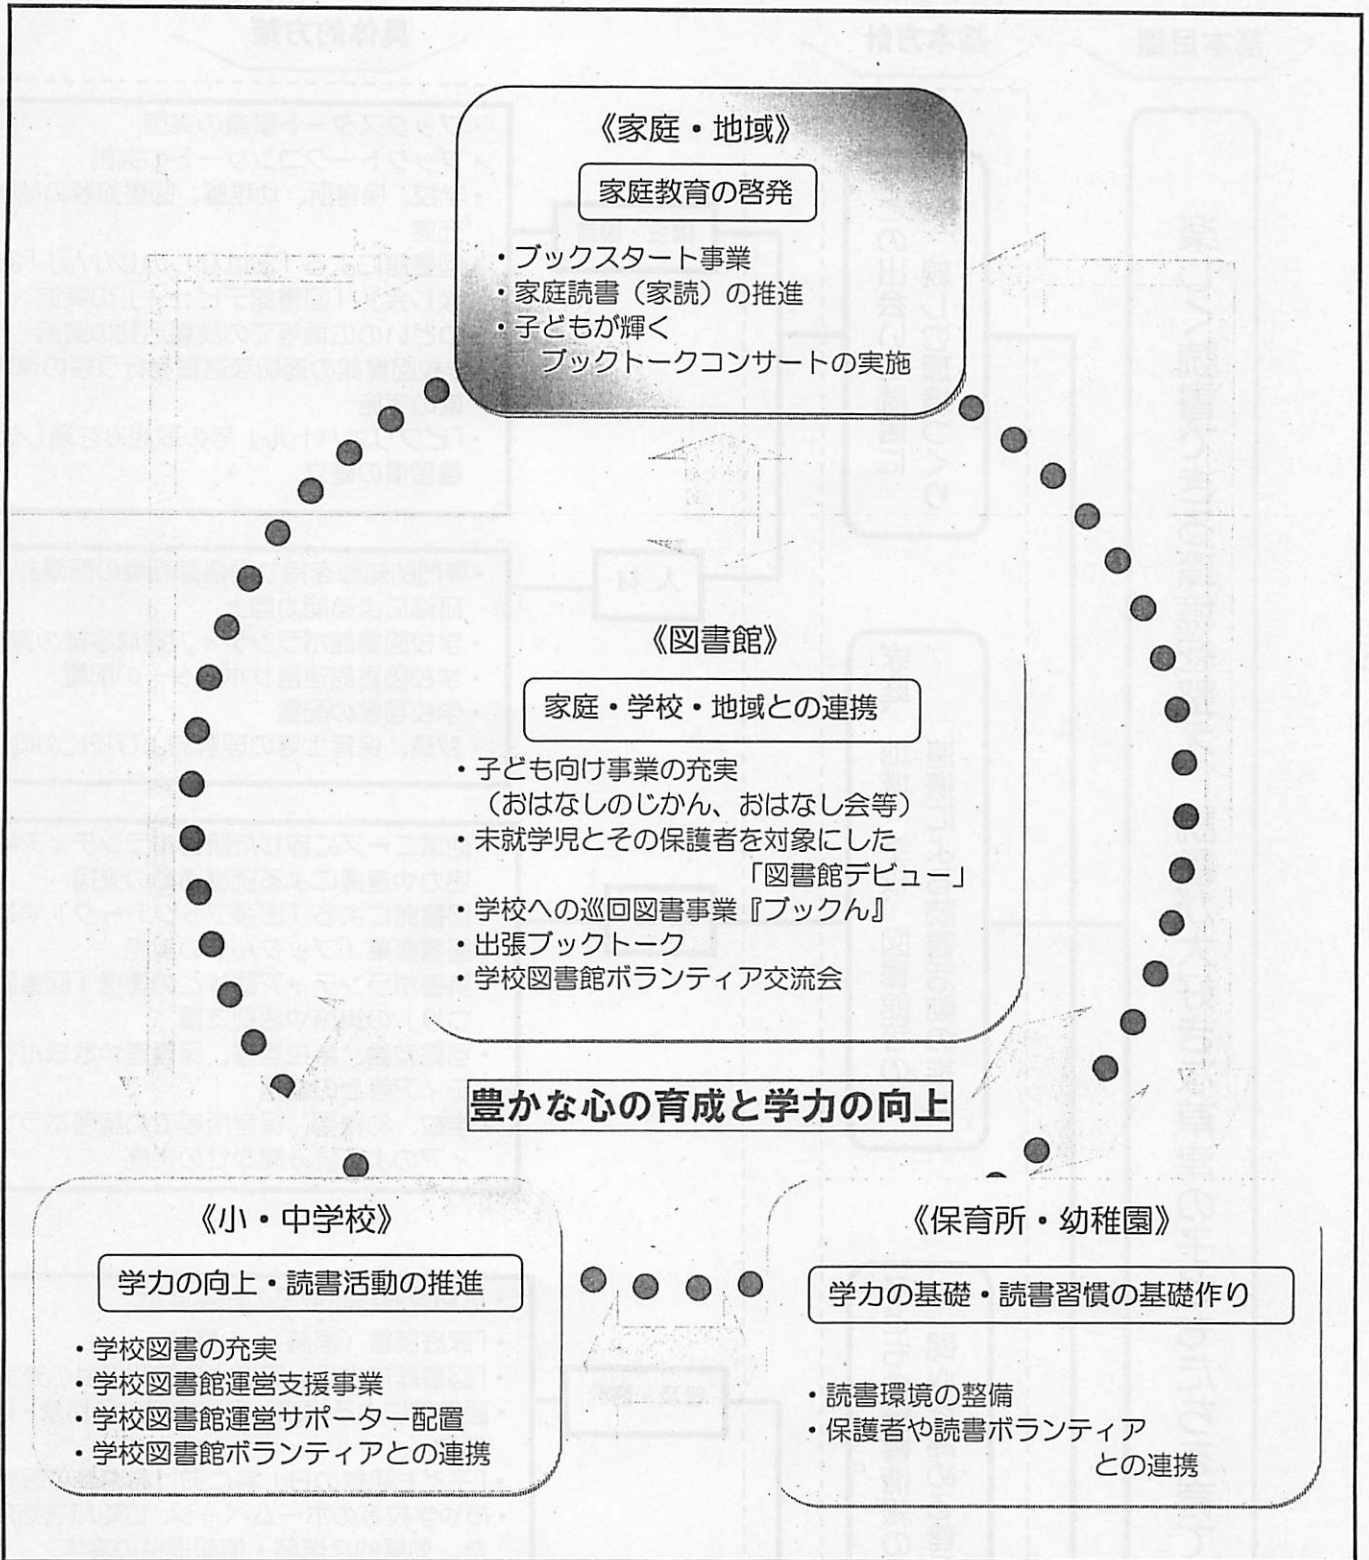 《家庭・地域》
家庭教育の啓発
・ブックスタート事業
・家庭読書（家読）の推進
・子どもが輝く
ブックトークコンサートの実施
《図書館》
家庭・学校・地域との連携
・子ども向け事業の充実
（おはなしのじかん、おはなし会等）
・未就学児とその保護者を対象にした
「図書館デビュー」
・学校への巡回図書事業『ブックん』
・出張ブックトーク
・学校図書館ボランティア交流会
豊かな心の育成と学力の向上
《小・中学校》
学力の向上・読書活動の推進
・学校図書の充実
・学校図書館運営支援事業
・学校図書館運営サポーター配置
・学校図書館ボランティアとの連携
《保育所・幼稚園》
学力の基礎・読書習慣の基礎作り
・読書環境の整備
・保護者や読書ボランティア
との連携